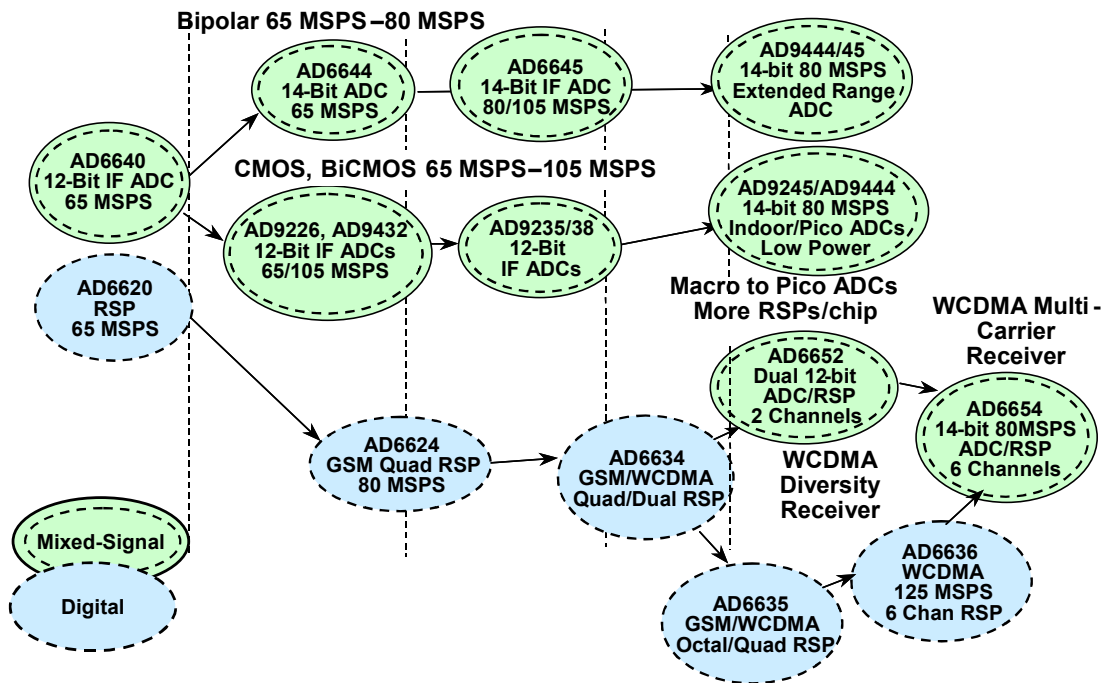 Bipolar 65 MSPS–80 MSPS
AD6644
14-Bit ADC
65 MSPS
AD6645
14-Bit IF ADC
80/105 MSPS
AD9444/45
14-bit 80 MSPS
Extended Range
ADC
AD6640
12-Bit IF ADC
65 MSPS
CMOS, BiCMOS 65 MSPS–105 MSPS
AD9226, AD9432
12-Bit IF ADCs
65/105 MSPS
AD9235/38
12-Bit
IF ADCs
AD9245/AD9444
14-bit 80 MSPS
Indoor/Pico ADCs
Low Power
AD6620
RSP
65 MSPS
Macro to Pico ADCs
More RSPs/chip
WCDMA Multi-
Carrier
Receiver
AD6652
Dual 12-bit
ADC/RSP
2 Channels
AD6654
14-bit 80MSPS
ADC/RSP
6 Channels
AD6624
GSM Quad RSP
80 MSPS
AD6634
GSM/WCDMA
Quad/Dual RSP
WCDMA
Diversity
Receiver
AD6636
WCDMA
125 MSPS
6 Chan RSP
AD6635
GSM/WCDMA
Octal/Quad RSP
Mixed-Signal
Digital